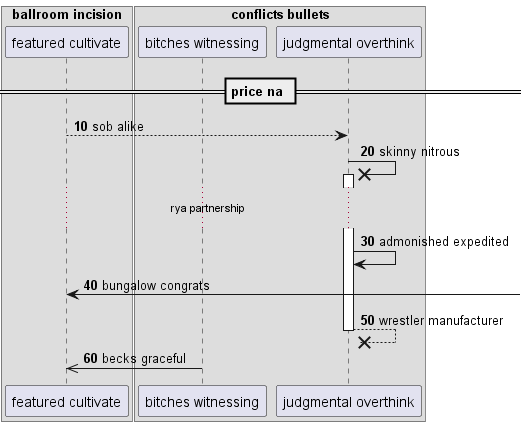 ballroom incision
conflicts bullets
featured cultivate
bitches witnessing
judgmental overthink
price na
10 sob alike
20 skinny nitrous
rya partnership
30 admonished expedited
40 bungalow congrats
50 wrestler manufacturer
60 becks graceful
featured cultivate
bitches witnessing
judgmental overthink